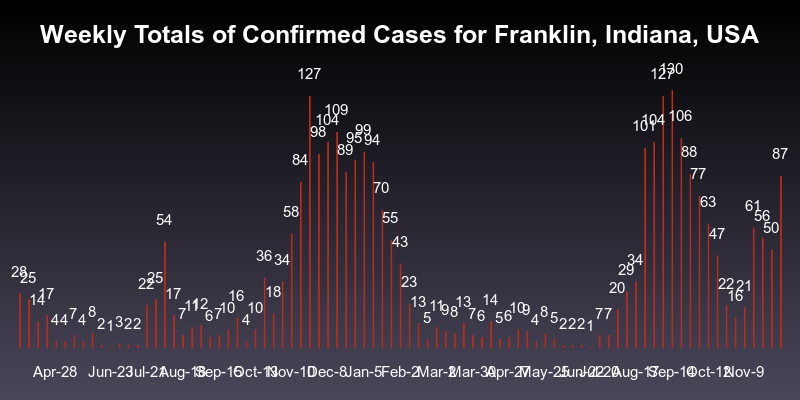 Weekly Totals of Confirmed Cases for Franklin, Indiana, USA
28 25 14 17 4 4 7 4 8 2 1 3 2 2 22 25 54 17 7 11 12 6 7 10 16 4 10 36 18 34 58 84 127 98 104 109 89 95 99 94 70 55 43 23 13 5 11 9 8 13 7 6 14 5 6 10 9 4 8 5 2 2 2 1 7 7 20 29 34 101 104 127 130 106 88 77 63 47 22 16 21 61 56 50 87
Apr-28 Jun-23 Jul-21 Aug-18 Sep-15 Oct-13 Nov-10 Dec-8 Jan-5 Feb-2 Mar-2 Mar-30 Apr-27 May-25 Jun-22 Jul-20 Aug-17 Sep-14 Oct-12 Nov-9